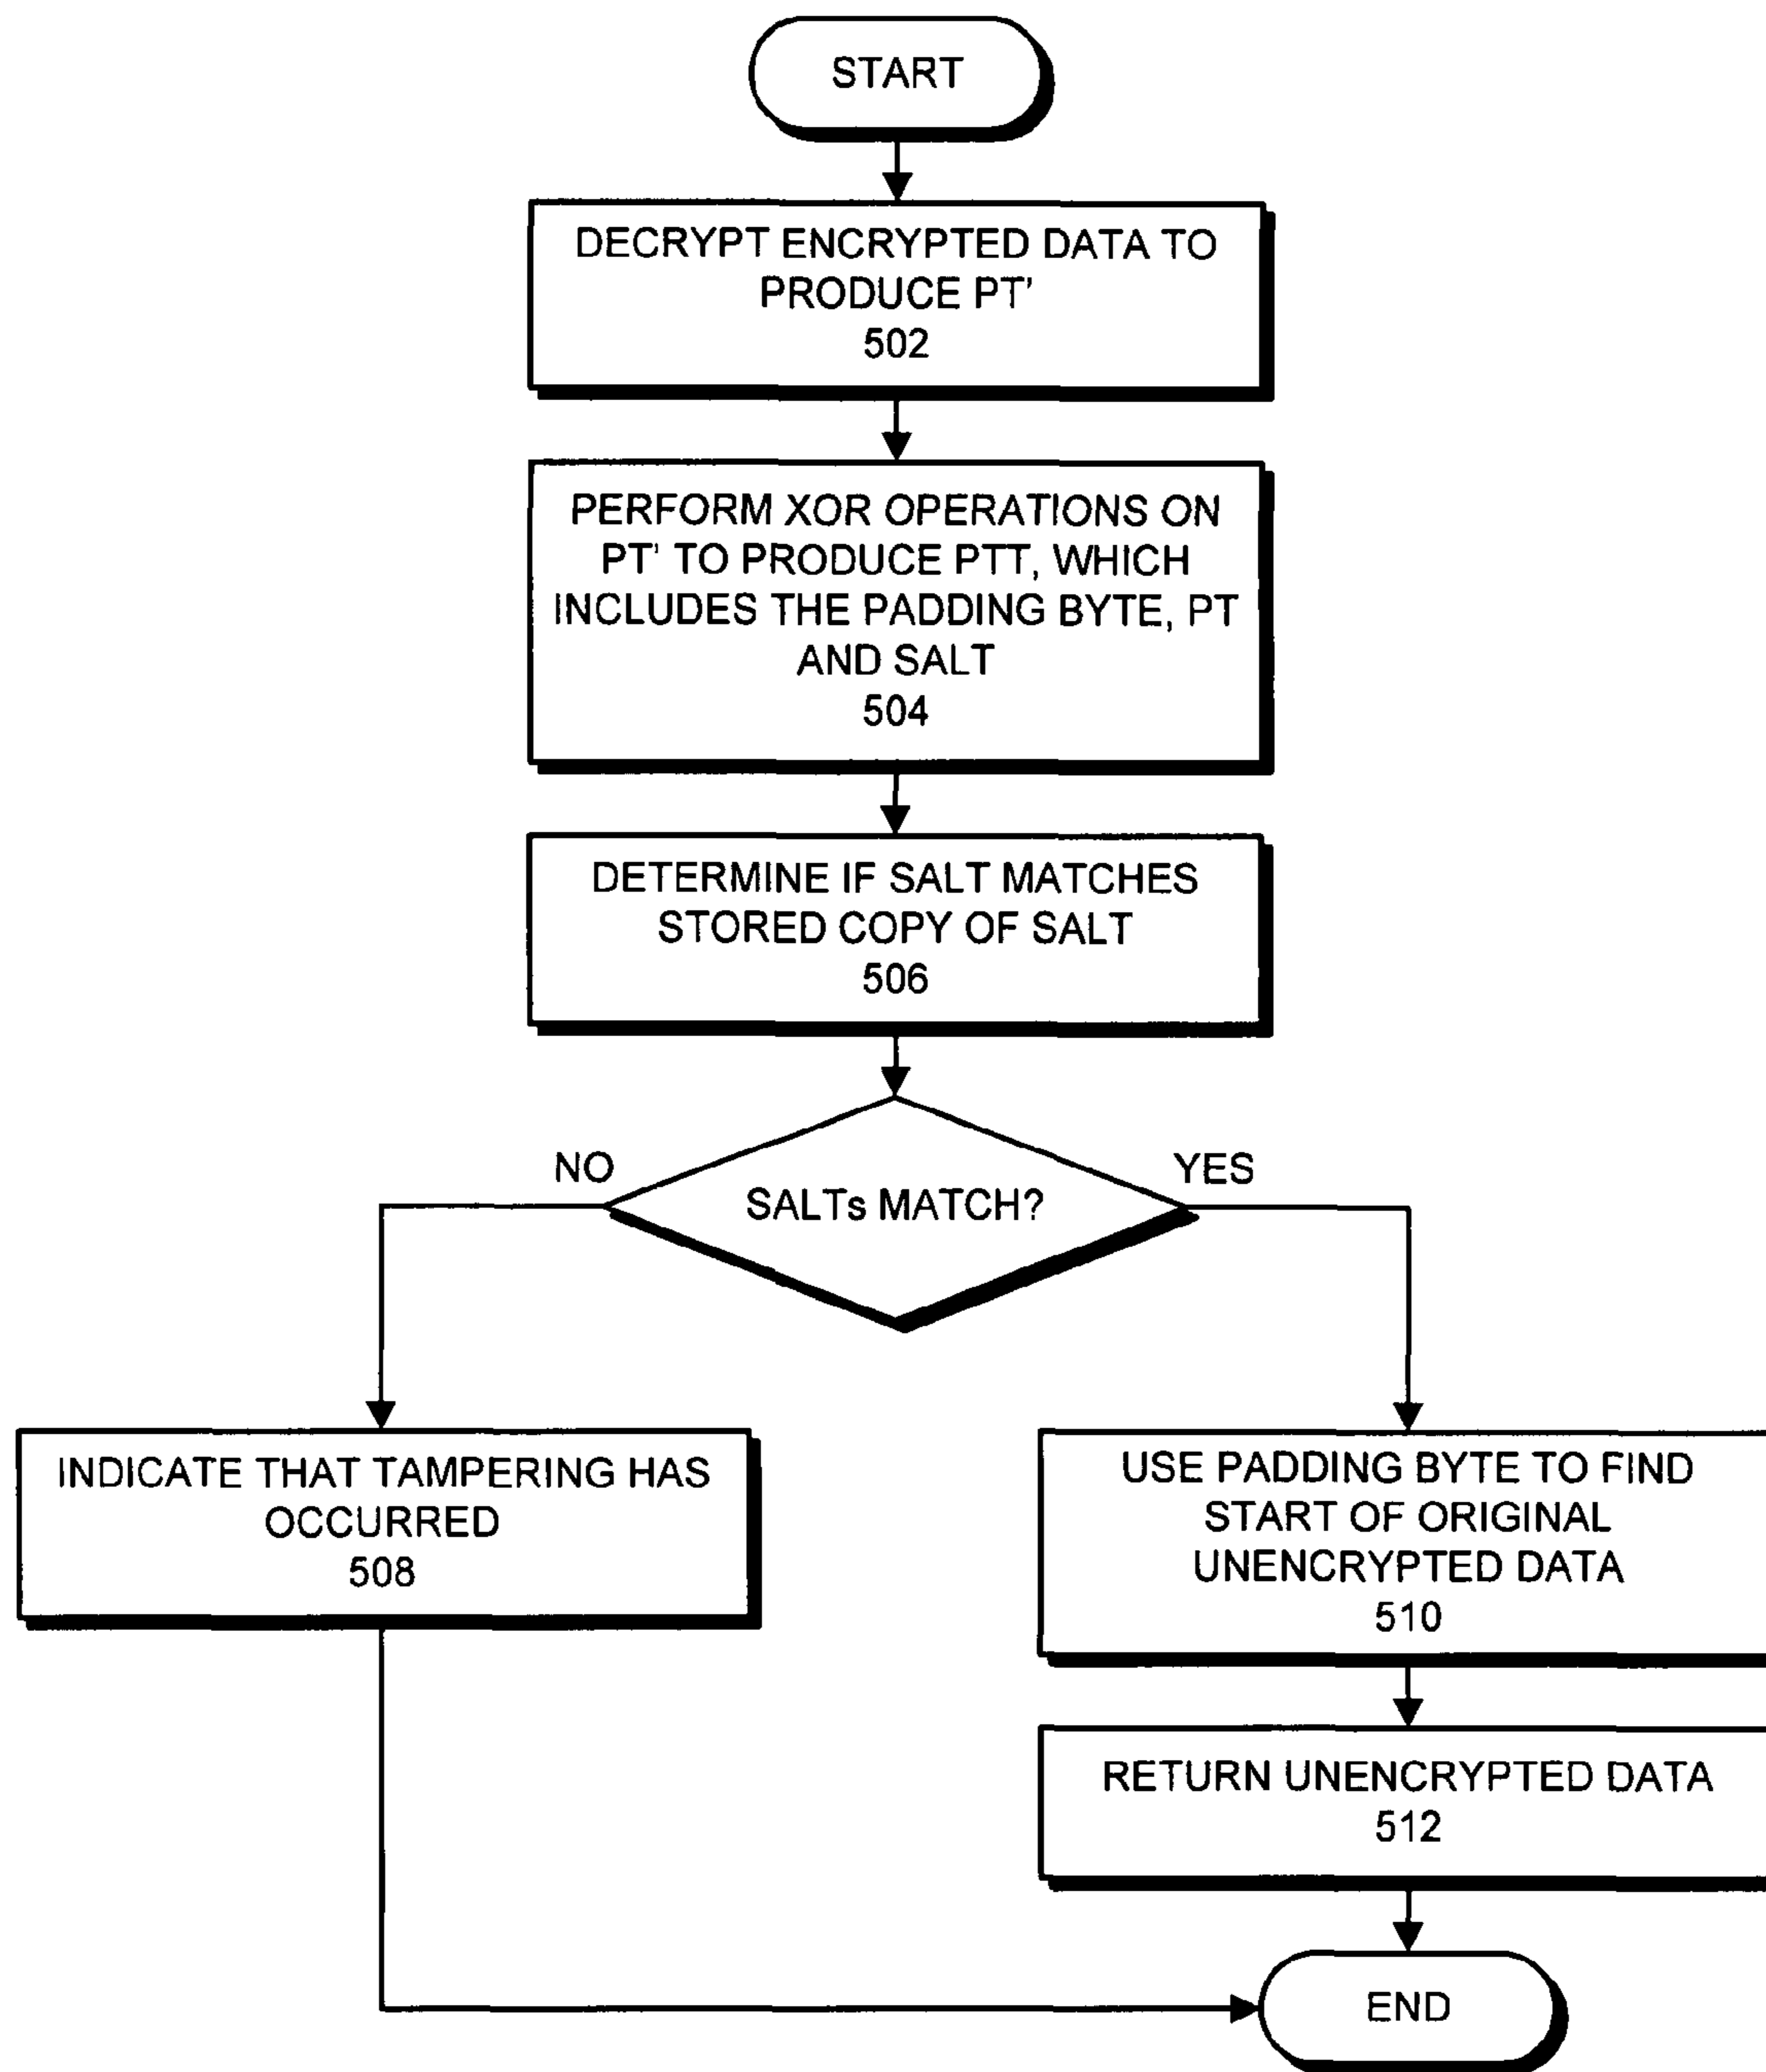 START
DECRYPT ENCRYPTED DATA TO
PRODUCE PT'
502
PERFORM XOR OPERATIONS ON
PT' TO PRODUCE PTT, WHICH
INCLUDES THE PADDING BYTE, PT
AND SALT
504
DETERMINE IF SALT MATCHES
STORED COPY OF SALT
506
NO
YES
SALTs MATCH?
INDICATE THAT TAMPERING HAS
OCCURRED
508
USE PADDING BYTE TO FIND
START OF ORIGINAL
UNENCRYPTED DATA
510
RETURN UNENCRYPTED DATA
512
END